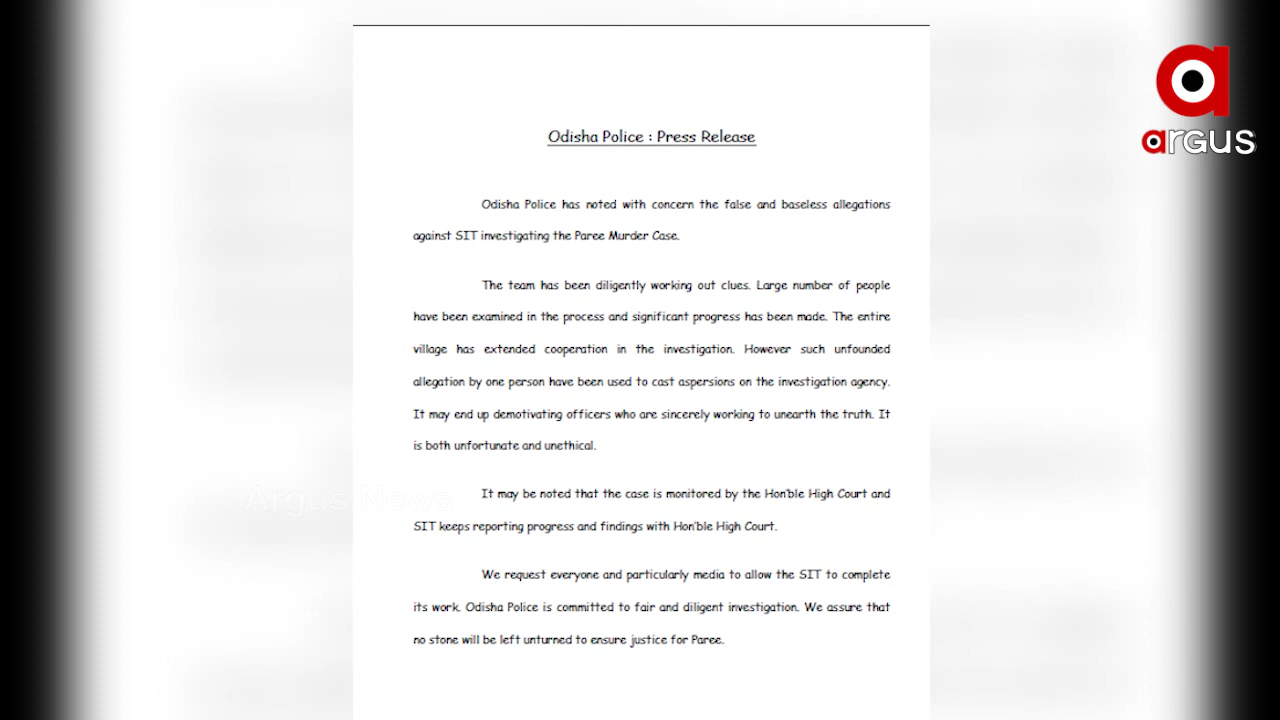 argus
Odisha Police : Press Release
Odisha Police has noted with concern the false and baseless allegations
against SIT investigating the Paree Murder Case.
The team has been diligently working out clues. Large number of people
have been examined in the process and significant progress has been made. The entire
village has extended cooperation in the investigation. However such unfounded
allegation by one person have been used to cast aspersions on the investigation agency.
It may end up demotivating officers who are sincerely working to unearth the truth. It
is both unfortunate and unethical.
Argus News
It may be noted that the case is monitored by the Hon'ble High Court and
SIT keeps reporting progress and findings with Hon'ble High Court.
We request everyone and particularly media to allow the SIT to complete
its work. Odisha Police is committed to fair and diligent investigation. We assure that
no stone will be left unturned to ensure justice for Paree.